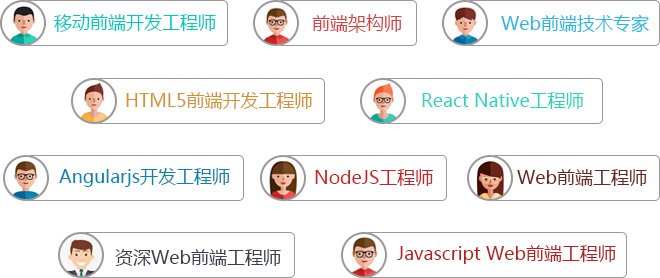 移动前端开发工程师
前端架构师
Web前端技术专家
HTML5前端开发工程师
React Native工程师
Angularjs开发工程师
NodeJS工程师
Web前端工程师
资深Web前端工程师
Javascript Web前端工程师